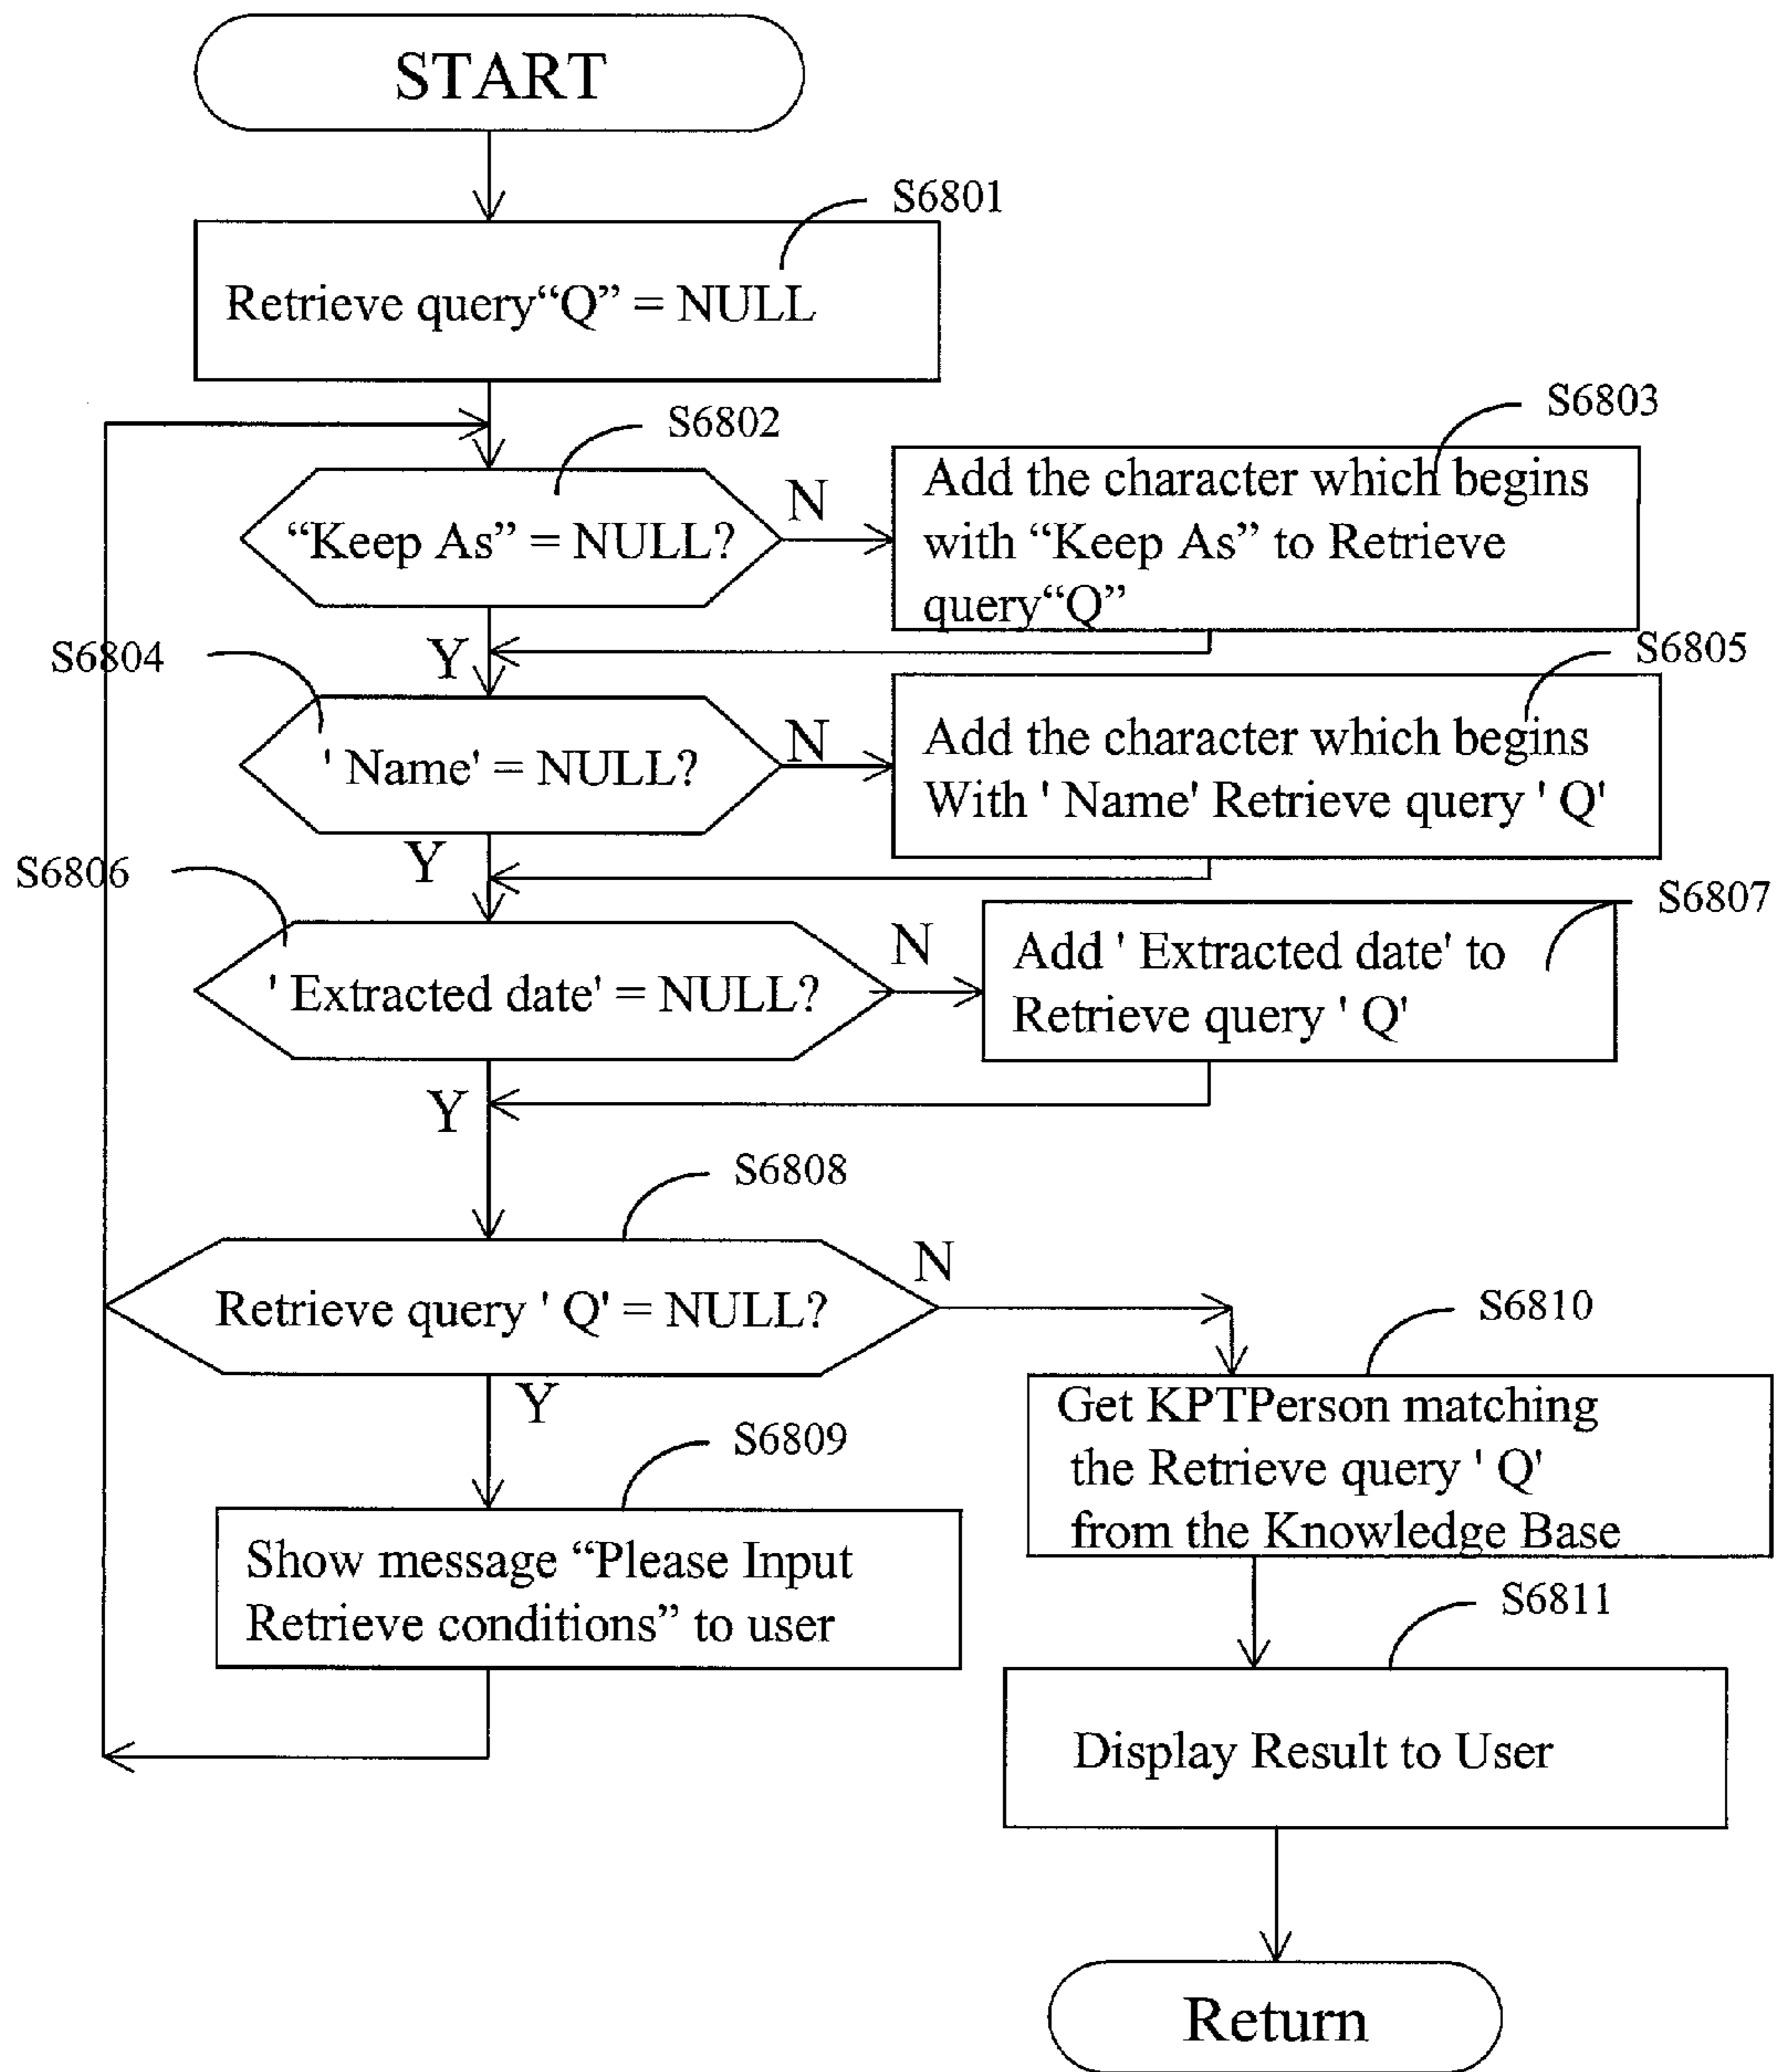 START
S6801
Retrieve query“Q” = NULL
S6802
S6803
“Keep As” = NULL?
N
Add the character which begins
with “Keep As” to Retrieve
query“Q”
Y
S6804
S6805
' Name' = NULL?
N
Add the character which begins
With ' Name' Retrieve query ' Q'
Y
S6806
S6807
' Extracted date' = NULL?
N
Add ' Extracted date' to
Retrieve query ' Q'
Y
S6808
Retrieve query ' Q' = NULL?
N
S6810
Y
Get KPTPerson matching
the Retrieve query ' Q'
from the Knowledge Base
S6809
Show message “Please Input
Retrieve conditions” to user
S6811
Display Result to User
Return